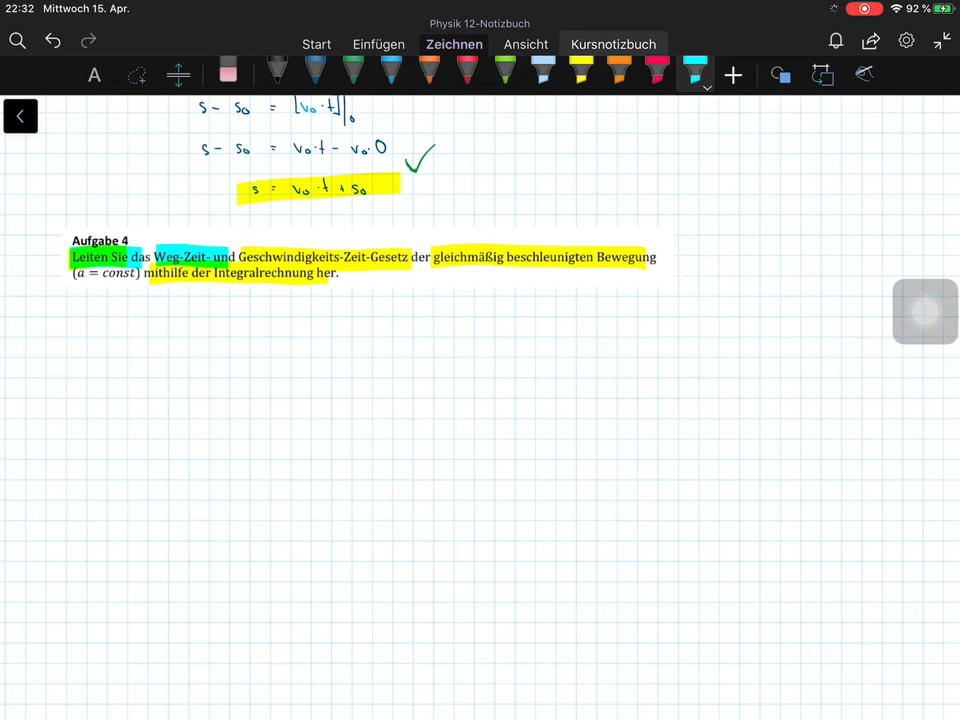 22:32 Mittwoch 15. Apr.
92 %
Physik 12-Notizbuch
Start Einfügen Zeichnen Ansicht Kursnotizbuch
A
s - s₀ = [v₀ · t]|₀
s - s₀ = v₀ · t - v₀ · 0
s = v₀ · t + s₀
Aufgabe 4
Leiten Sie das Weg-Zeit- und Geschwindigkeits-Zeit-Gesetz der gleichmäßig beschleunigten Bewegung
(a = const) mithilfe der Integralrechnung her.